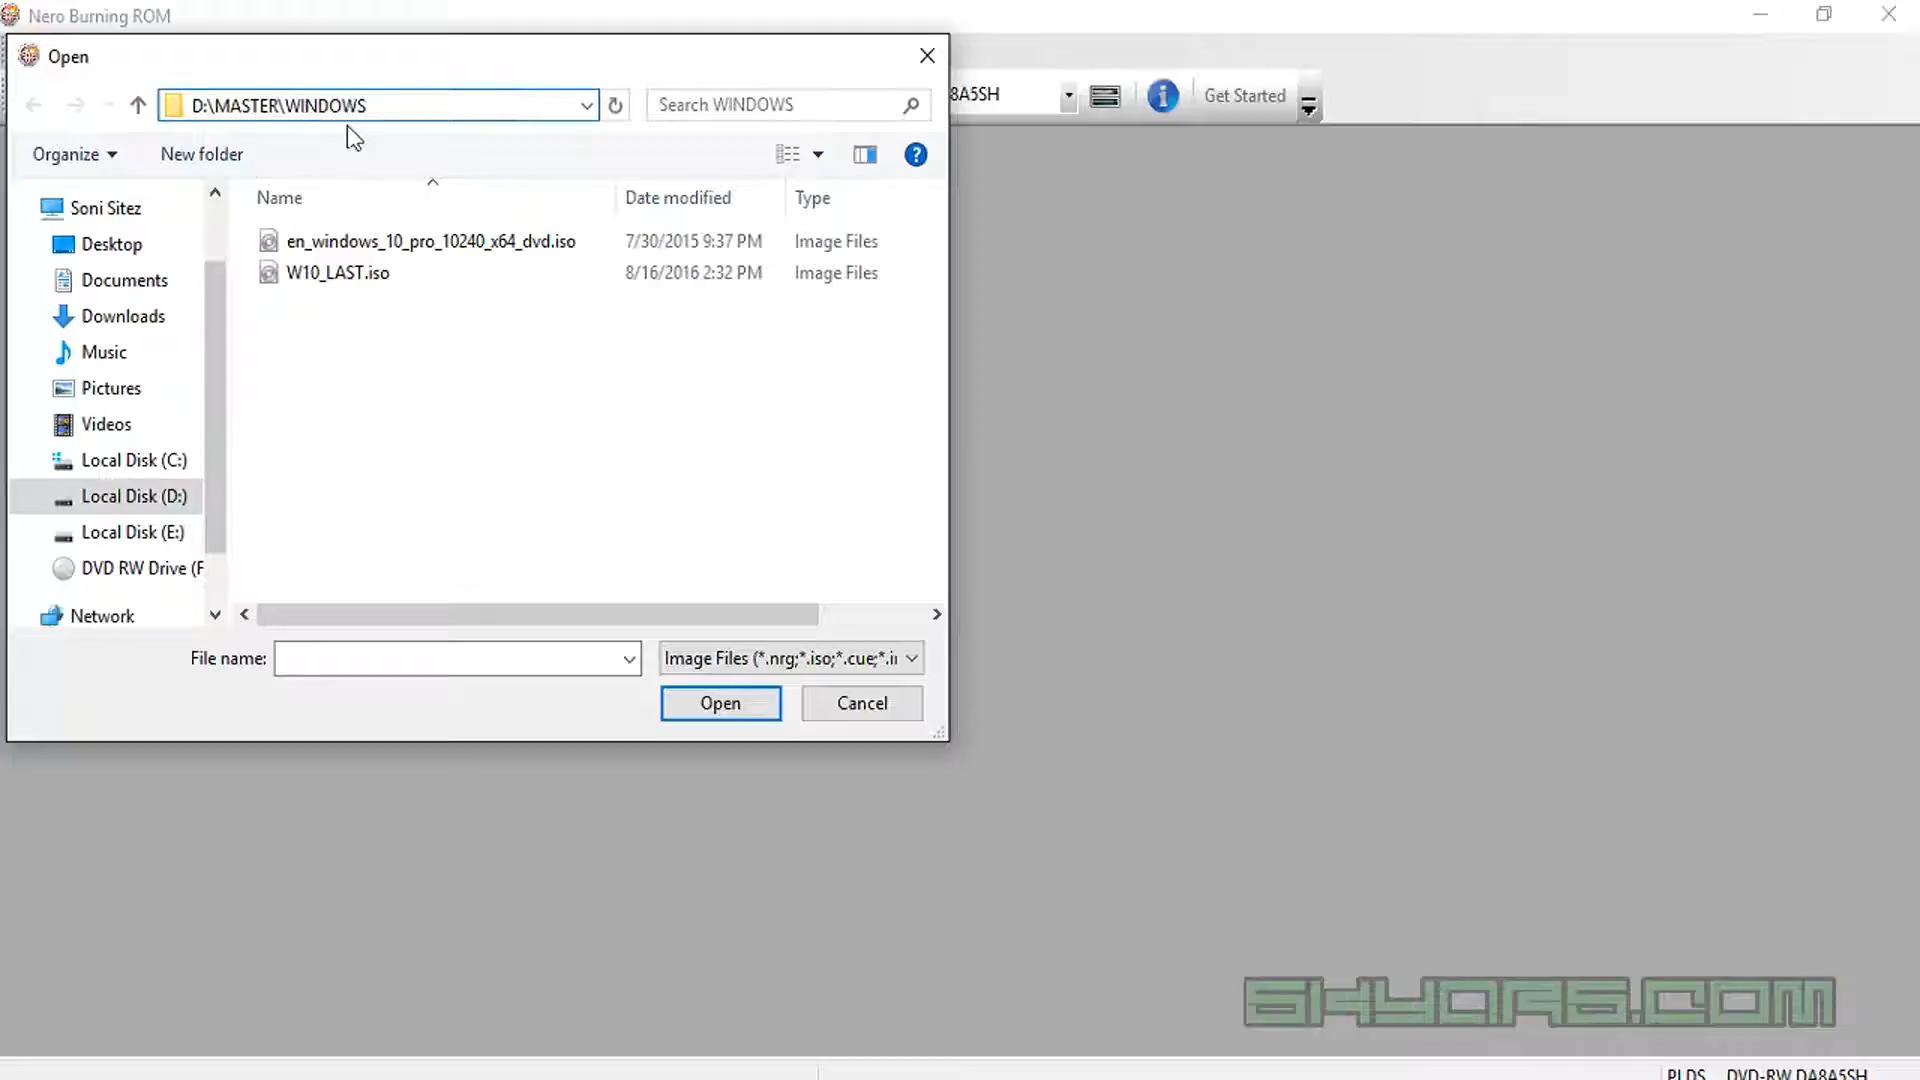 Nero Burning ROM
Open
D:\MASTER\WINDOWS
Search WINDOWS
8A5SH
Get Started
Organize
New folder
Name
Date modified
Type
Soni Sitez
Desktop
Documents
Downloads
Music
Pictures
Videos
Local Disk (C:)
Local Disk (D:)
Local Disk (E:)
DVD RW Drive (F
Network
en_windows_10_pro_10240_x64_dvd.iso
7/30/2015 9:37 PM
Image Files
W10_LAST.iso
8/16/2016 2:32 PM
Image Files
File name:
Image Files (*.nrg;*.iso;*.cue;*.i
Open
Cancel
PLDS DVD-RW DA8A5SH